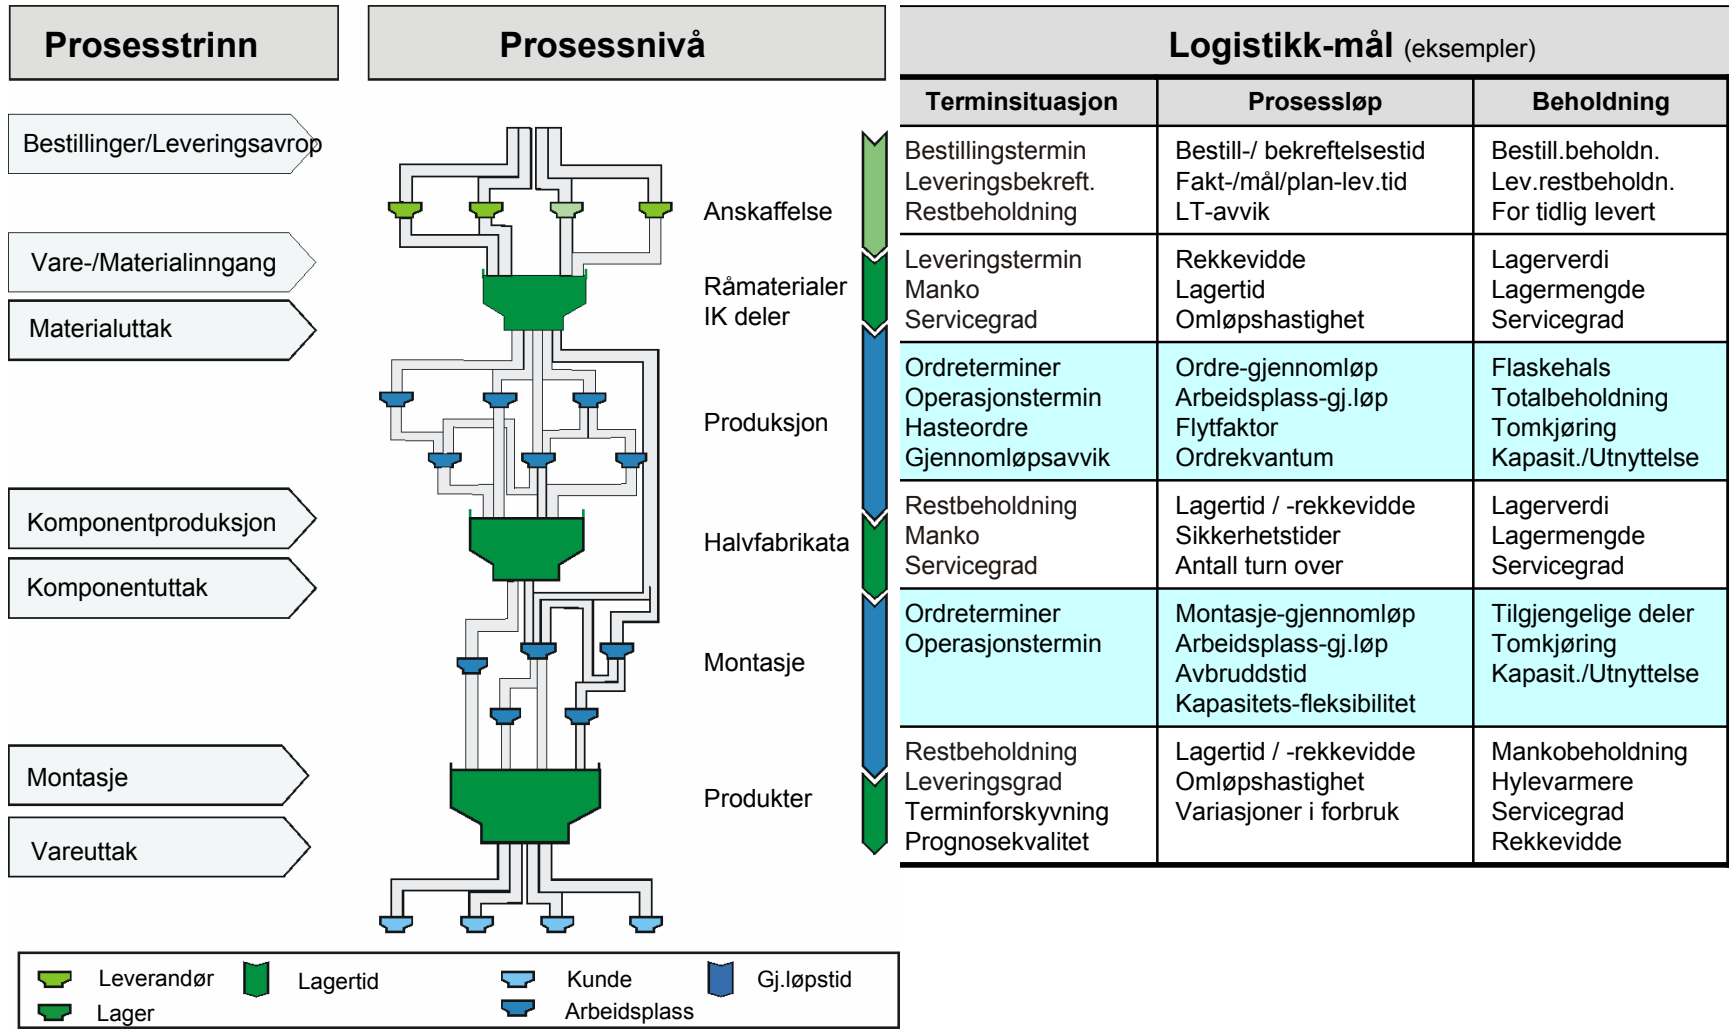 Prosesstrinn
Prosessnivå
Logistikk-mål (eksempler)
Terminsituasjon
Prosessløp
Beholdning
Bestillinger/Leveringsavrop
Vare-/Materialinngang
Materialuttak
Komponentproduksjon
Komponentuttak
Montasje
Vareuttak
Anskaffelse
Råmaterialer
IK deler
Produksjon
Halvfabrikata
Montasje
Produkter
Bestillingstermin
Leveringsbekreft.
Restbeholdning
Bestill-/ bekreftelsestid
Fakt-/mål/plan-lev.tid
LT-avvik
Bestill.beholdn.
Lev.restbeholdn.
For tidlig levert
Leveringstermin
Manko
Servicegrad
Rekkevidde
Lagertid
Omløpshastighet
Lagerverdi
Lagermengde
Servicegrad
Ordreterminer
Operasjonstermin
Hasteordre
Gjennomløpsavvik
Ordre-gjennomløp
Arbeidsplass-gj.løp
Flytfaktor
Ordrekvantum
Flaskehals
Totalbeholdning
Tomkjøring
Kapasit./Utnyttelse
Restbeholdning
Manko
Servicegrad
Lagertid / -rekkevidde
Sikkerhetstider
Antall turn over
Lagerverdi
Lagermengde
Servicegrad
Ordreterminer
Operasjonstermin
Montasje-gjennomløp
Arbeidsplass-gj.løp
Avbruddstid
Kapasitets-fleksibilitet
Tilgjengelige deler
Tomkjøring
Kapasit./Utnyttelse
Restbeholdning
Leveringsgrad
Terminforskyvning
Prognosekvalitet
Lagertid / -rekkevidde
Omløpshastighet
Variasjoner i forbruk
Mankobeholdning
Hylevarmere
Servicegrad
Rekkevidde
Leverandør
Lagertid
Kunde
Gj.løpstid
Lager
Arbeidsplass